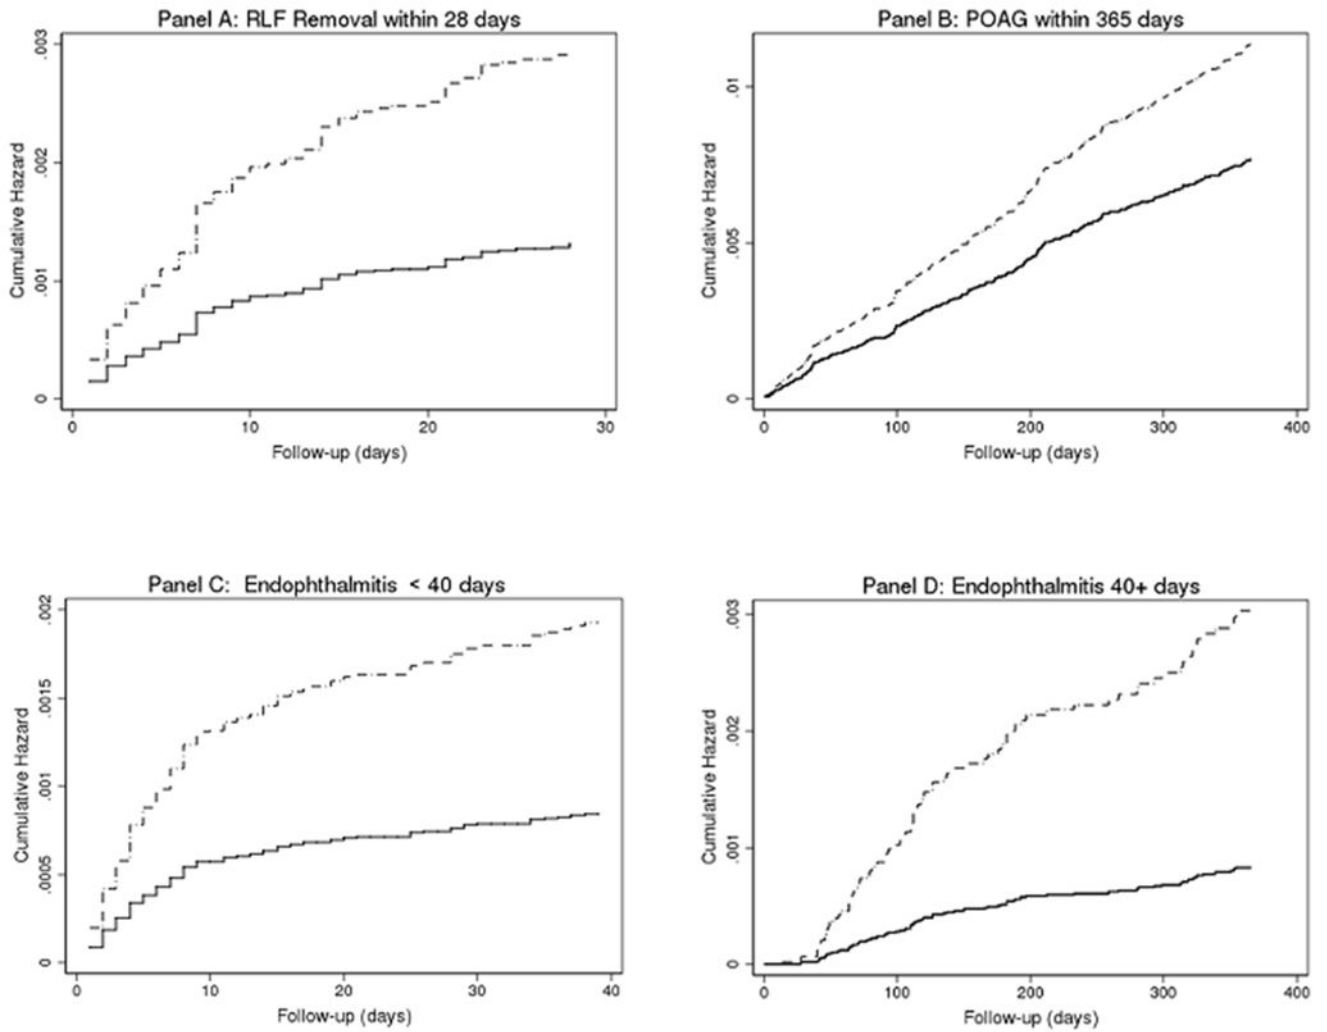 Panel A: RLF Removal within 28 days
Cumulative Hazard
.003
.002
.001
0
0 10 20 30
Follow-up (days)
Panel B: POAG within 365 days
Cumulative Hazard
.01
.005
0
0 100 200 300 400
Follow-up (days)
Panel C: Endophthalmitis < 40 days
Cumulative Hazard
.002
.0015
.001
.0005
0
0 10 20 30 40
Follow-up (days)
Panel D: Endophthalmitis 40+ days
Cumulative Hazard
.003
.002
.001
0
0 100 200 300 400
Follow-up (days)